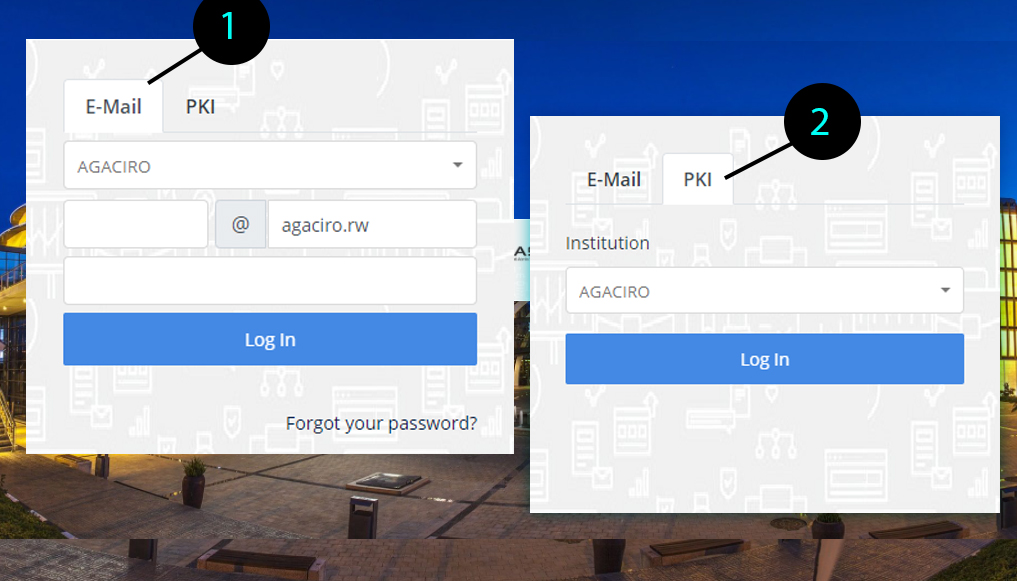 1
E-Mail PKI
AGACIRO
@ agaciro.rw
Log In
Forgot your password?
2
E-Mail PKI
Institution
AGACIRO
Log In